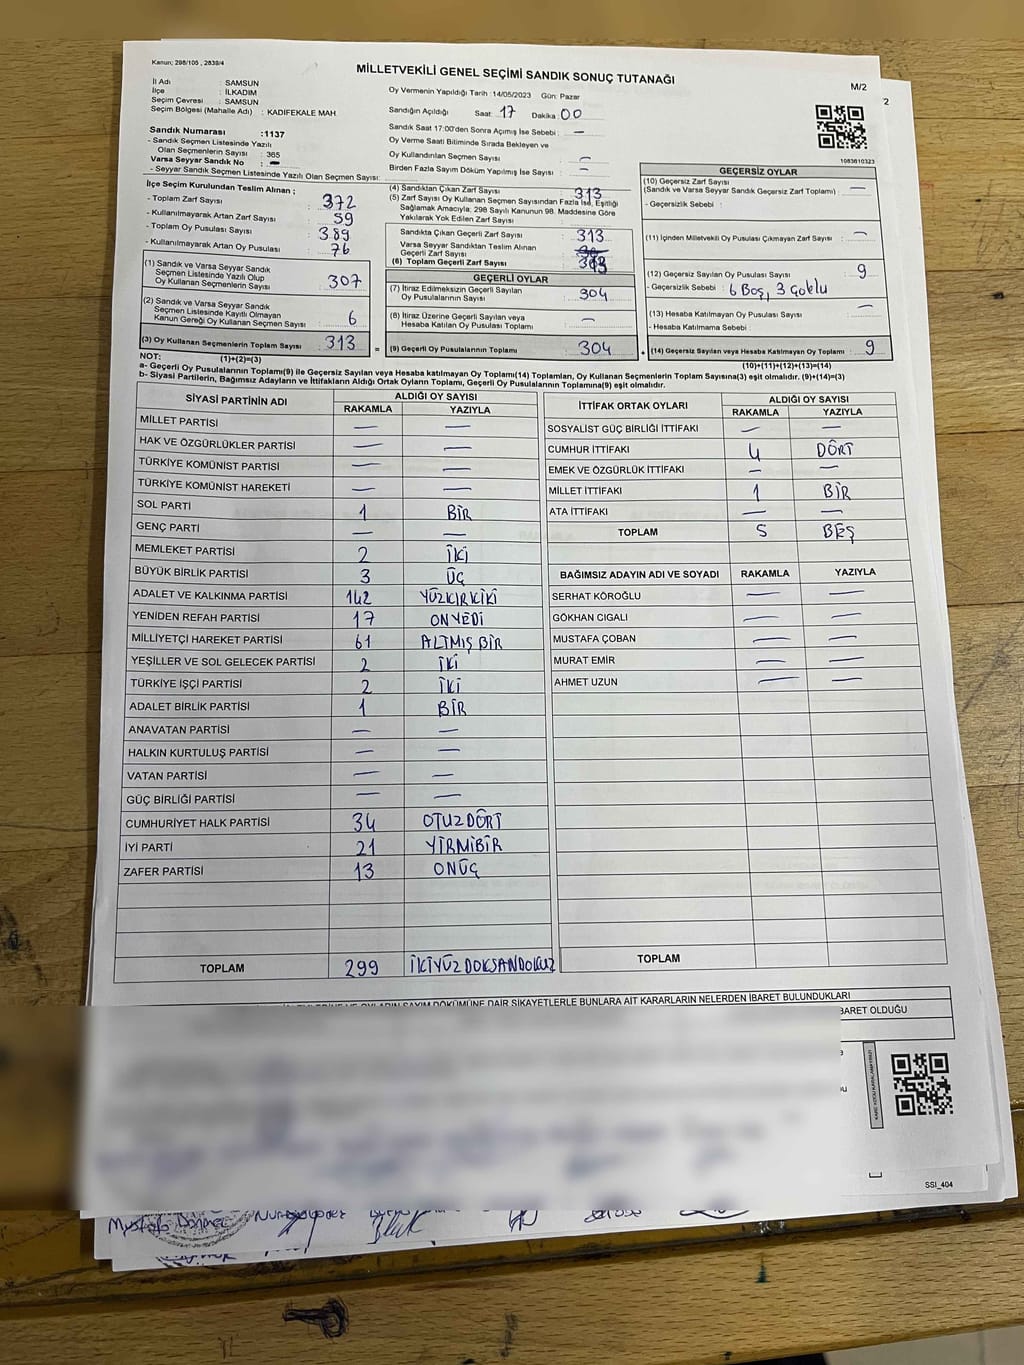 Kanun; 298/105 , 2839/4
MİLLETVEKİLİ GENEL SEÇİMİ SANDIK SONUÇ TUTANAĞI
M/2
2
İl Adı : SAMSUN
İlçe : İLKADIM
Seçim Çevresi : SAMSUN
Seçim Bölgesi (Mahalle Adı) : KADIFEKALE MAH.
Oy Vermenin Yapıldığı Tarih : 14/05/2023 Gün: Pazar
Sandığın Açıldığı Saat: 17 Dakika: 00
Sandık Saat 17:00'den Sonra Açımış İse Sebebi : —
Oy Verme Saati Bitiminde Sırada Bekleyen ve
Oy Kullandırılan Seçmen Sayısı : —
Birden Fazla Sayım Döküm Yapılmış İse Sayısı : —
1083610323
Sandık Numarası :1137
- Sandık Seçmen Listesinde Yazılı
Olan Seçmenlerin Sayısı : 365
Varsa Seyyar Sandık No : —
- Seyyar Sandık Seçmen Listesinde Yazılı Olan Seçmen Sayısı:
İlçe Seçim Kurulundan Teslim Alınan ;
- Toplam Zarf Sayısı : 372
- Kullanılmayarak Artan Zarf Sayısı : 59
- Toplam Oy Pusulası Sayısı : 389
- Kullanılmayarak Artan Oy Pusulası : 76
(1) Sandık ve Varsa Seyyar Sandık
Seçmen Listesinde Yazılı Olup
Oy Kullanan Seçmenlerin Sayısı : 307
(2) Sandık ve Varsa Seyyar Sandık
Seçmen Listesinde Kayıtlı Olmayan
Kanun Gereği Oy Kullanan Seçmen Sayısı : 6
(3) Oy Kullanan Seçmenlerin Toplam Sayısı : 313
(4) Sandıktan Çıkan Zarf Sayısı : 313
(5) Zarf Sayısı Oy Kullanan Seçmen Sayısından Fazla İse, Eşitliği
Sağlamak Amacıyla; 298 Sayılı Kanunun 98. Maddesine Göre
Yakılarak Yok Edilen Zarf Sayısı :
Sandıkta Çıkan Geçerli Zarf Sayısı : 313
Varsa Seyyar Sandıktan Teslim Alınan
Geçerli Zarf Sayısı :
(6) Toplam Geçerli Zarf Sayısı : 313
GEÇERLİ OYLAR
(7) İtiraz Edilmeksizin Geçerli Sayılan
Oy Pusulalarının Sayısı : 304
(8) İtiraz Üzerine Geçerli Sayılan veya
Hesaba Katılan Oy Pusulası Toplamı : —
= (9) Geçerli Oy Pusulalarının Toplamı : 304
GEÇERSİZ OYLAR
(10) Geçersiz Zarf Sayısı
(Sandık ve Varsa Seyyar Sandık Geçersiz Zarf Toplamı) : —
- Geçersizlik Sebebi :
(11) İçinden Milletvekili Oy Pusulası Çıkmayan Zarf Sayısı : —
(12) Geçersiz Sayılan Oy Pusulası Sayısı : 9
- Geçersizlik Sebebi : 6 Boş, 3 Çoklu
(13) Hesaba Katılmayan Oy Pusulası Sayısı : —
- Hesaba Katılmama Sebebi :
(14) Geçersiz Sayılan veya Hesaba Katılmayan Oy Toplamı : 9
NOT: (1)+(2)=(3) (10)+(11)+(12)+(13)=(14)
a- Geçerli Oy Pusulalarının Toplamı(9) ile Geçersiz Sayılan veya Hesaba katılmayan Oy Toplamı(14) Toplamları, Oy Kullanan Seçmenlerin Toplam Sayısına(3) eşit olmalıdır. (9)+(14)=(3)
b- Siyasi Partilerin, Bağımsız Adayların ve İttifakların Aldığı Ortak Oyların Toplamı, Geçerli Oy Pusulalarının Toplamına(9) eşit olmalıdır.
SİYASİ PARTİNİN ADI ALDIĞI OY SAYISI
RAKAMLA YAZIYLA
MİLLET PARTİSİ — —
HAK VE ÖZGÜRLÜKLER PARTİSİ — —
TÜRKİYE KOMÜNİST PARTİSİ — —
TÜRKİYE KOMÜNİST HAREKETİ — —
SOL PARTİ 1 BİR
GENÇ PARTİ — —
MEMLEKET PARTİSİ 2 İKİ
BÜYÜK BİRLİK PARTİSİ 3 ÜÇ
ADALET VE KALKINMA PARTİSİ 142 YÜZKIRKİKİ
YENİDEN REFAH PARTİSİ 17 ONYEDİ
MİLLİYETÇİ HAREKET PARTİSİ 61 ALTMIŞ BİR
YEŞİLLER VE SOL GELECEK PARTİSİ 2 İKİ
TÜRKİYE İŞÇİ PARTİSİ 2 İKİ
ADALET BİRLİK PARTİSİ 1 BİR
ANAVATAN PARTİSİ — —
HALKIN KURTULUŞ PARTİSİ — —
VATAN PARTİSİ — —
GÜÇ BİRLİĞİ PARTİSİ — —
CUMHURİYET HALK PARTİSİ 34 OTUZDÖRT
İYİ PARTİ 21 YİRMİBİR
ZAFER PARTİSİ 13 ONÜÇ
TOPLAM 299 İKİYÜZDOKSANDOKUZ
İTTİFAK ORTAK OYLARI ALDIĞI OY SAYISI
RAKAMLA YAZIYLA
SOSYALİST GÜÇ BİRLİĞİ İTTİFAKI — —
CUMHUR İTTİFAKI 4 DÖRT
EMEK VE ÖZGÜRLÜK İTTİFAKI — —
MİLLET İTTİFAKI 1 BİR
ATA İTTİFAKI — —
TOPLAM 5 BEŞ
BAĞIMSIZ ADAYIN ADI VE SOYADI RAKAMLA YAZIYLA
SERHAT KÖROĞLU — —
GÖKHAN CIGALI — —
MUSTAFA ÇOBAN — —
MURAT EMİR — —
AHMET UZUN — —
TOPLAM
OYLARIN SAYIM DÖKÜMÜNE DAİR ŞİKAYETLERLE BUNLARA AİT KARARLARIN NELERDEN İBARET BULUNDUKLARI
BARET OLDUĞU
SSI_404
Mustafa Dönmez